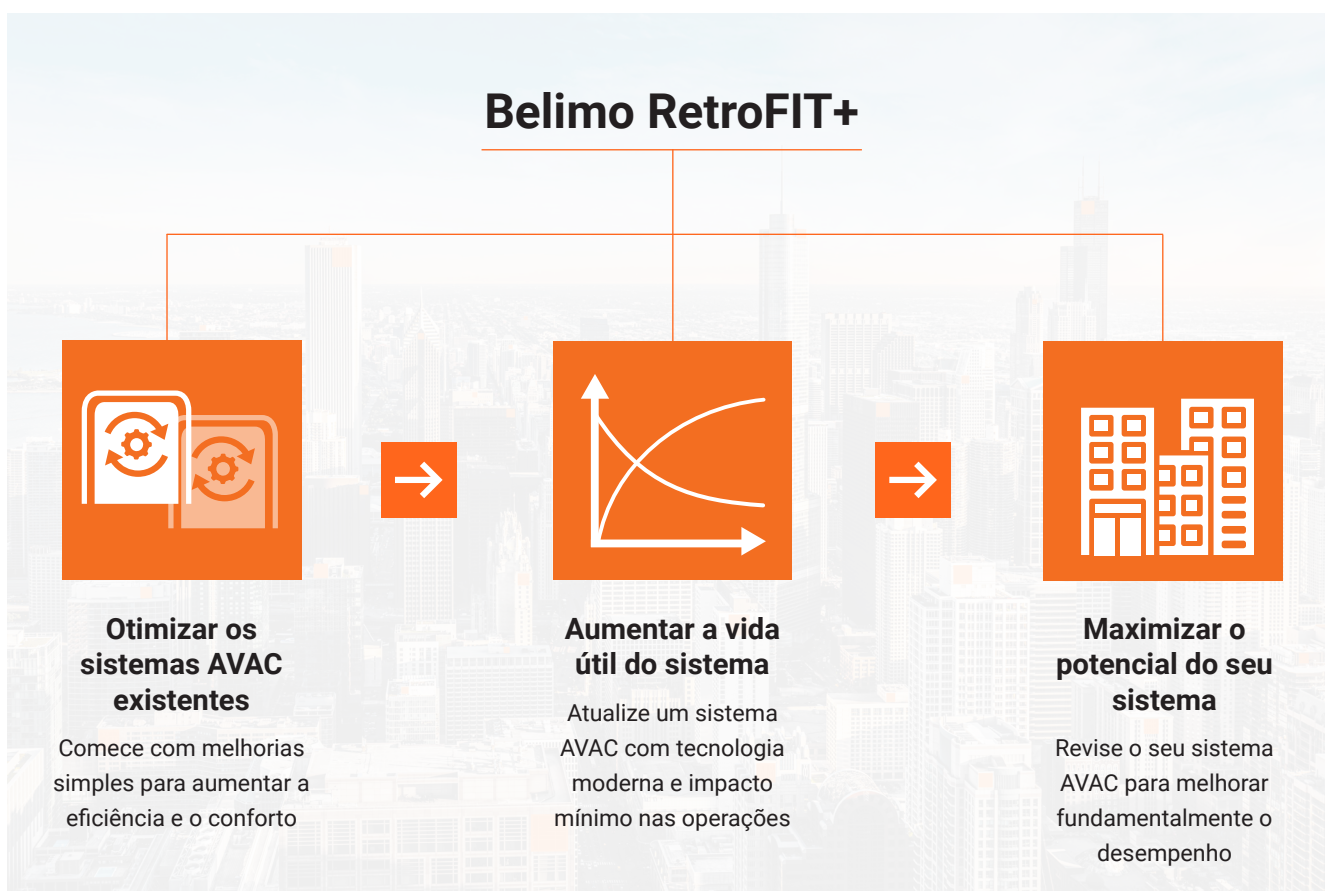 Belimo RetroFIT+
Otimizar os
sistemas AVAC
existentes
Comece com melhorias
simples para aumentar a
eficiência e o conforto
Aumentar a vida
útil do sistema
Atualize um sistema
AVAC com tecnologia
moderna e impacto
mínimo nas operações
Maximizar o
potencial do seu
sistema
Revise o seu sistema
AVAC para melhorar
fundamentalmente o
desempenho